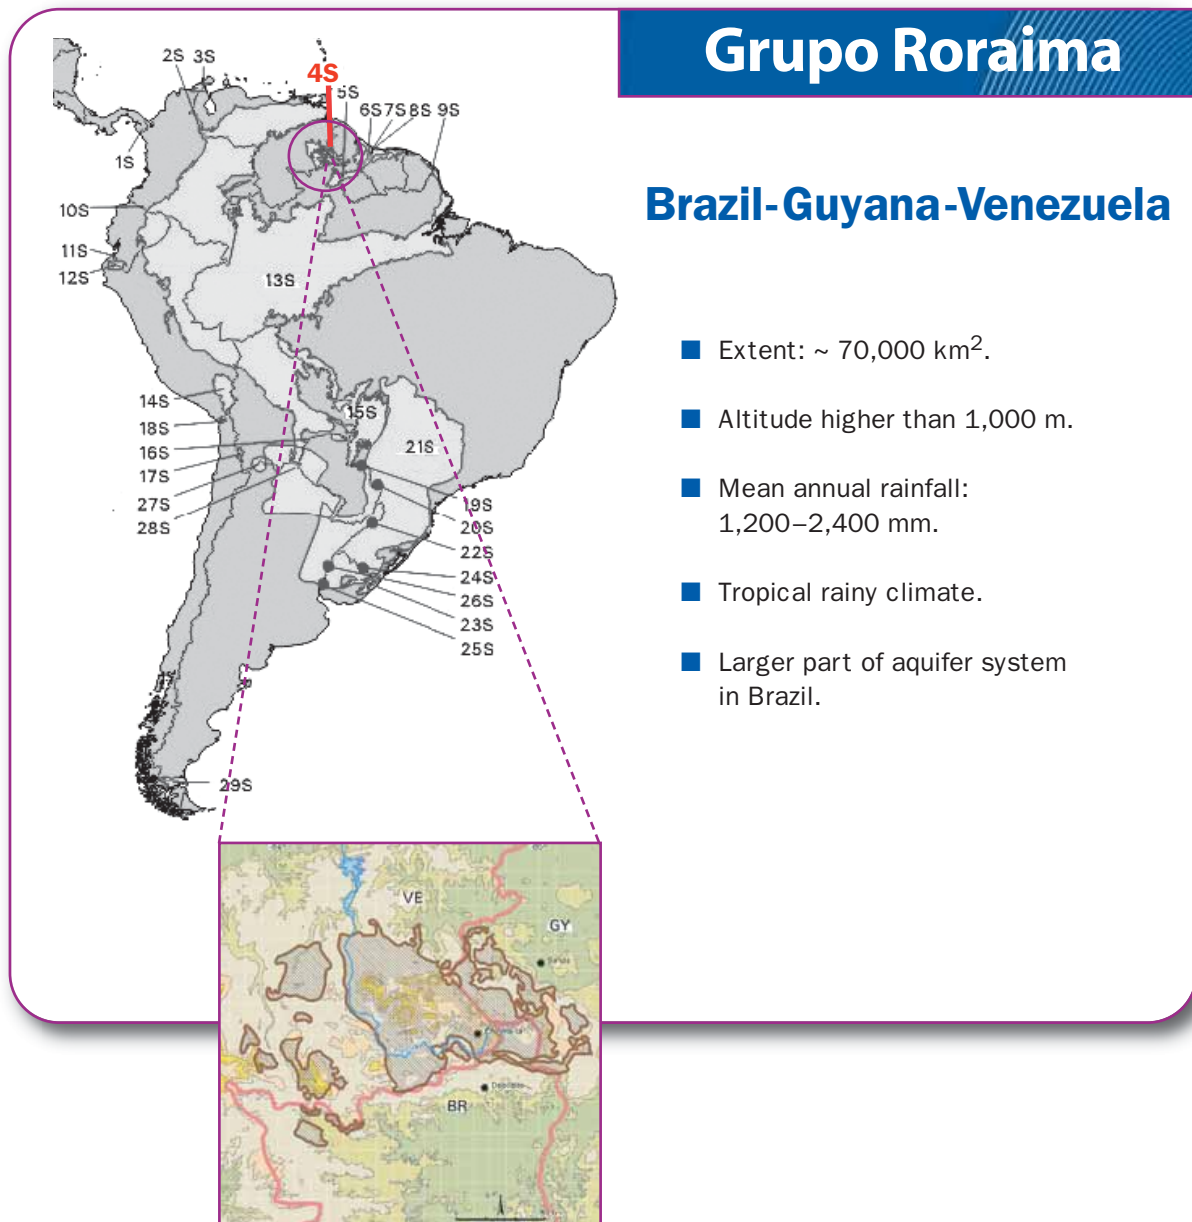 Grupo Roraima
Brazil-Guyana-Venezuela
■ Extent: ~ 70,000 km².
■ Altitude higher than 1,000 m.
■ Mean annual rainfall:
1,200–2,400 mm.
■ Tropical rainy climate.
■ Larger part of aquifer system
in Brazil.
2S 3S
4S
5S
6S 7S 8S 9S
1S
10S
11S
12S
13S
14S
18S
16S
17S
27S
28S
15S
21S
19S
20S
22S
24S
26S
23S
25S
29S
VE
GY
BR